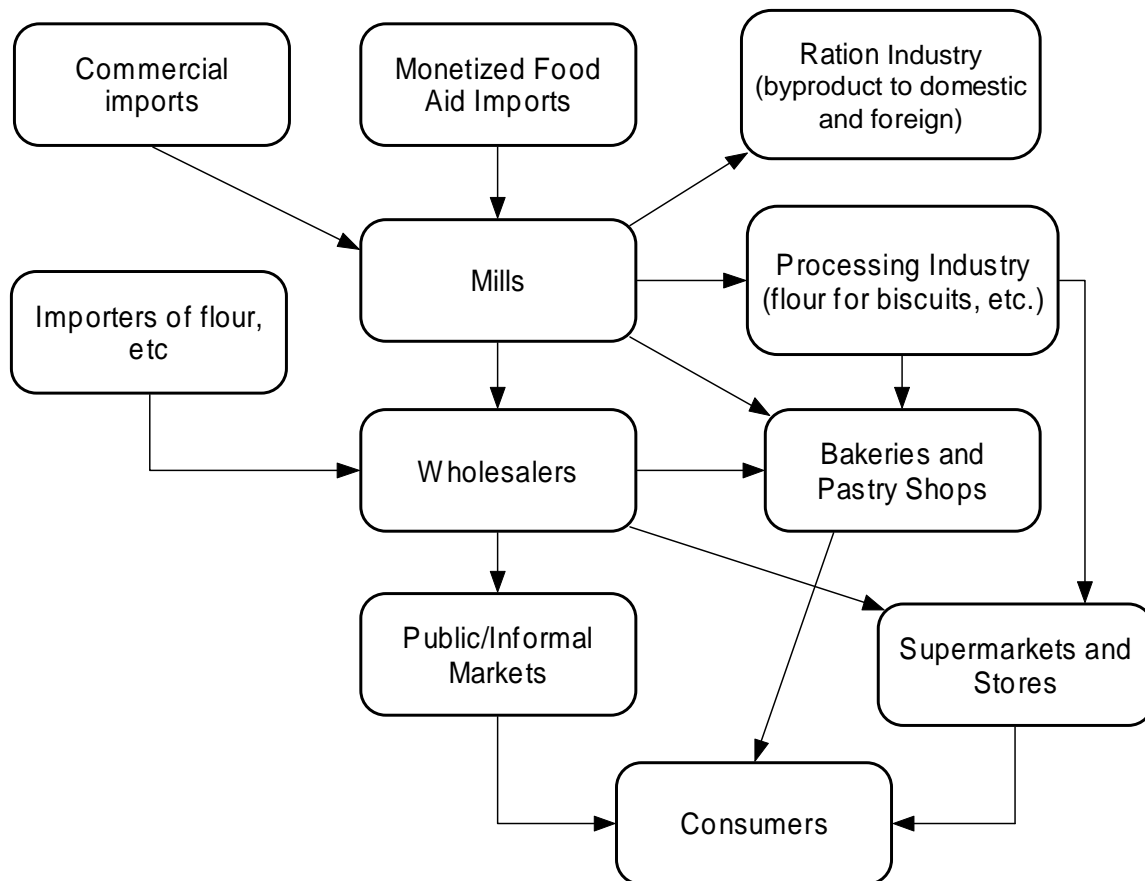 Commercial
imports
Monetized Food
Aid Imports
Ration Industry
(byproduct to domestic
and foreign)
Mills
Processing Industry
(flour for biscuits, etc.)
Importers of flour,
etc
Wholesalers
Bakeries and
Pastry Shops
Public/Informal
Markets
Supermarkets and
Stores
Consumers